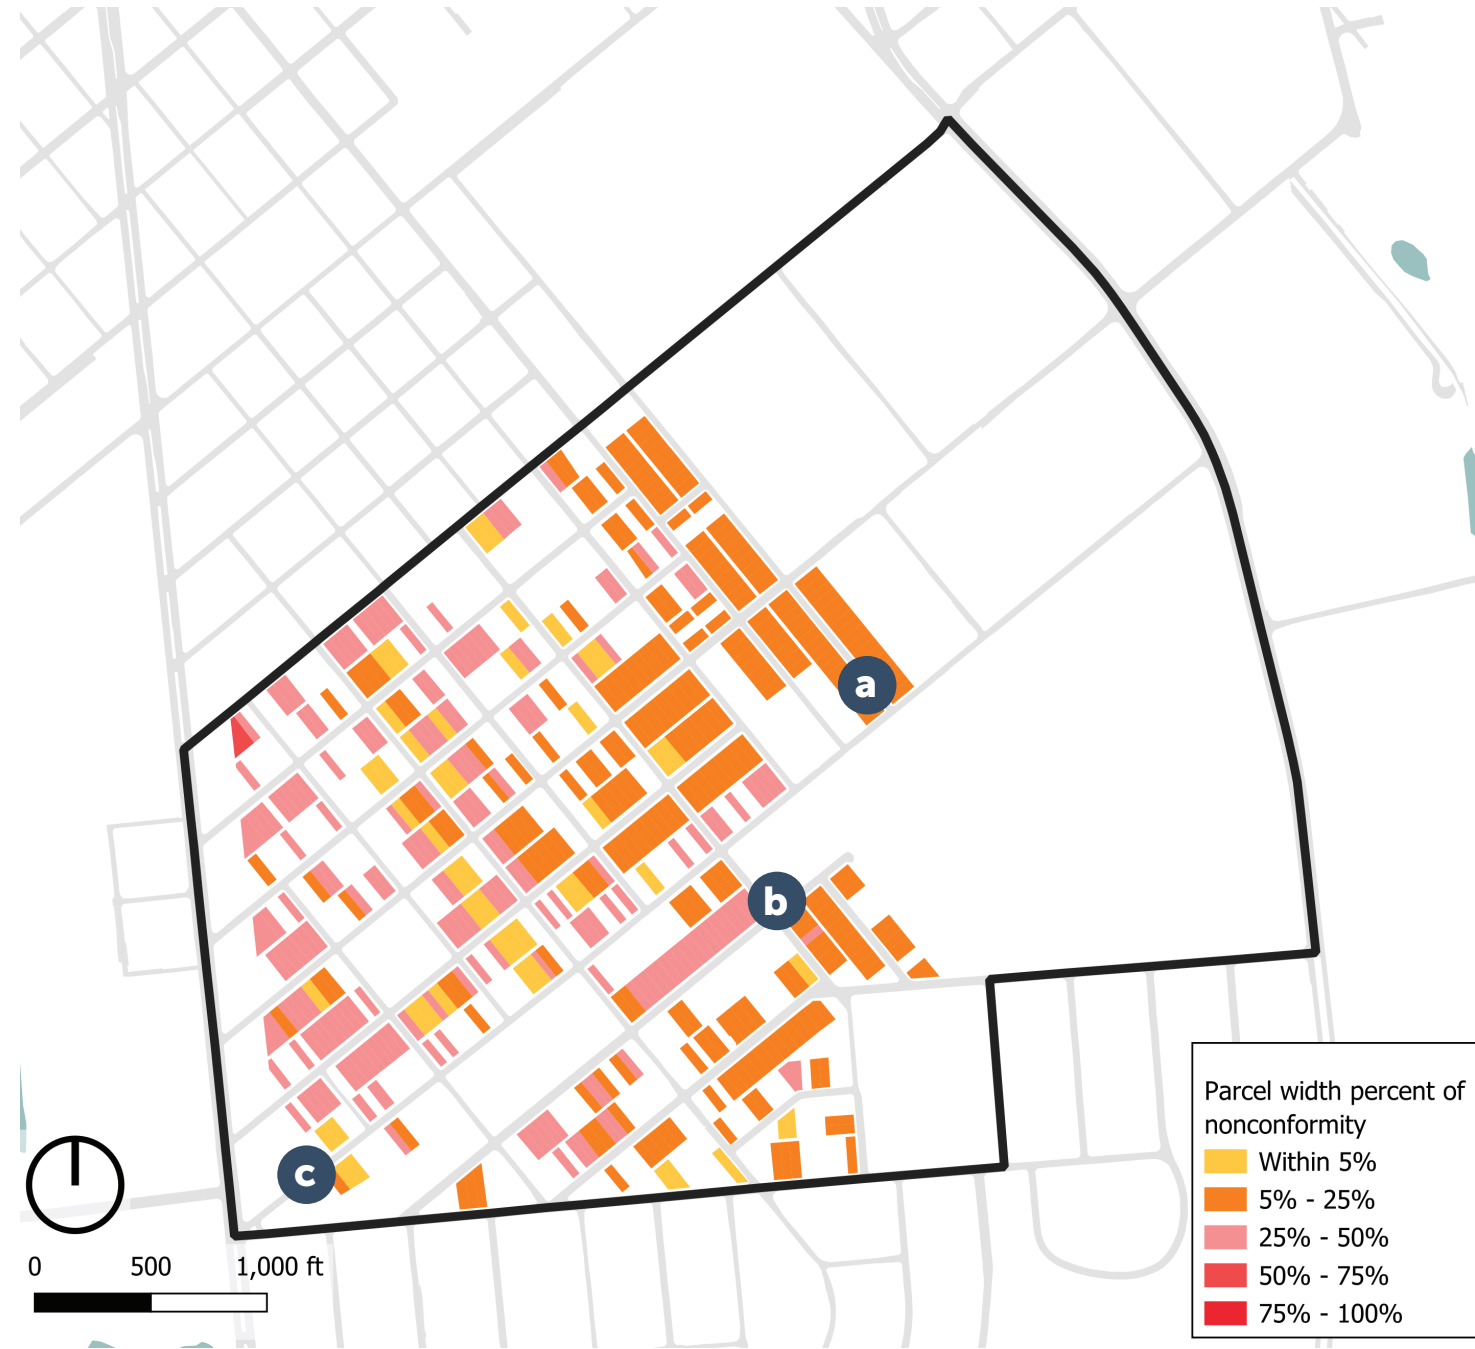 a
b
c
0 500 1,000 ft
Parcel width percent of
nonconformity
Within 5%
5% - 25%
25% - 50%
50% - 75%
75% - 100%